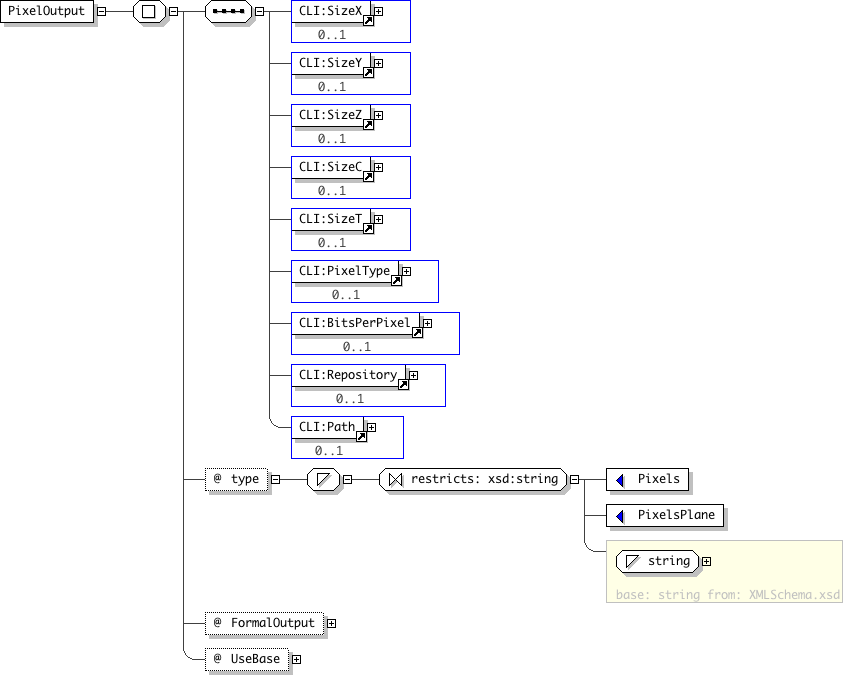 PixelOutput
CLI:SizeX
0..1
CLI:SizeY
0..1
CLI:SizeZ
0..1
CLI:SizeC
0..1
CLI:SizeT
0..1
CLI:PixelType
0..1
CLI:BitsPerPixel
0..1
CLI:Repository
0..1
CLI:Path
0..1
@ type
restricts: xsd:string
Pixels
PixelsPlane
string
base: string from: XMLSchema.xsd
@ FormalOutput
@ UseBase